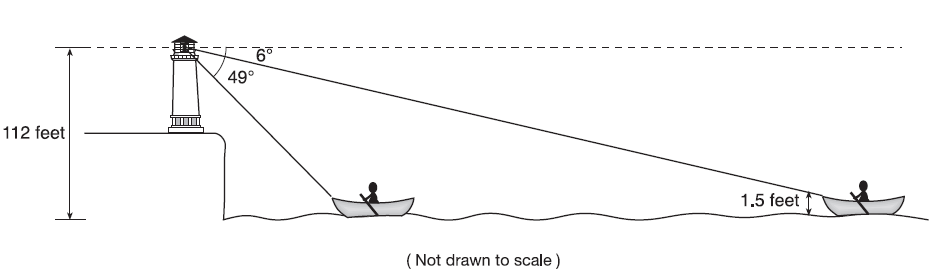 6°
49°
112 feet
1.5 feet
( Not drawn to scale )